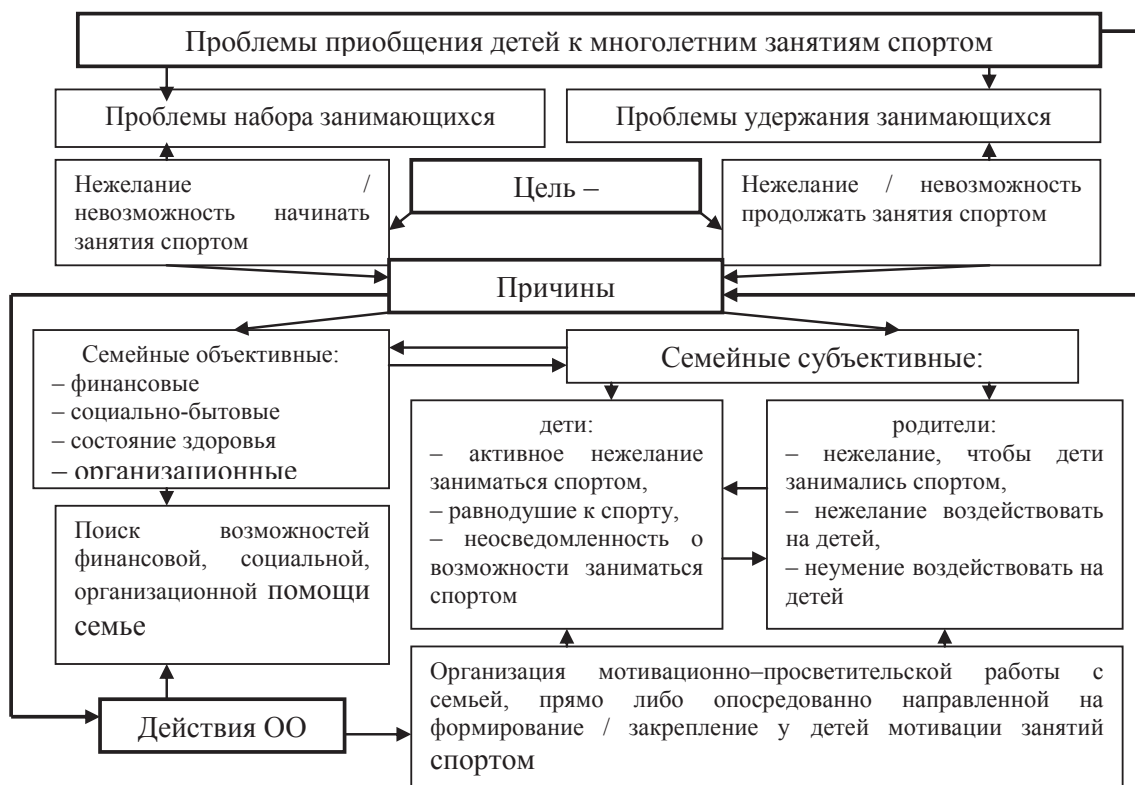 Проблемы приобщения детей к многолетним занятиям спортом
Проблемы набора занимающихся
Проблемы удержания занимающихся
Нежелание /
невозможность начинать
занятия спортом
Цель –
Нежелание / невозможность
продолжать занятия спортом
Причины
Семейные объективные:
– финансовые
– социально-бытовые
– состояние здоровья
– организационные
Семейные субъективные:
дети:
– активное нежелание
заниматься спортом,
– равнодушие к спорту,
– неосведомленность о
возможности заниматься
спортом
родители:
– нежелание, чтобы дети
занимались спортом,
– нежелание воздействовать
на детей,
– неумение воздействовать на
детей
Поиск возможностей
финансовой, социальной,
организационной помощи
семье
Действия ОО
Организация мотивационно–просветительской работы с
семьей, прямо либо опосредованно направленной на
формирование / закрепление у детей мотивации занятий
спортом